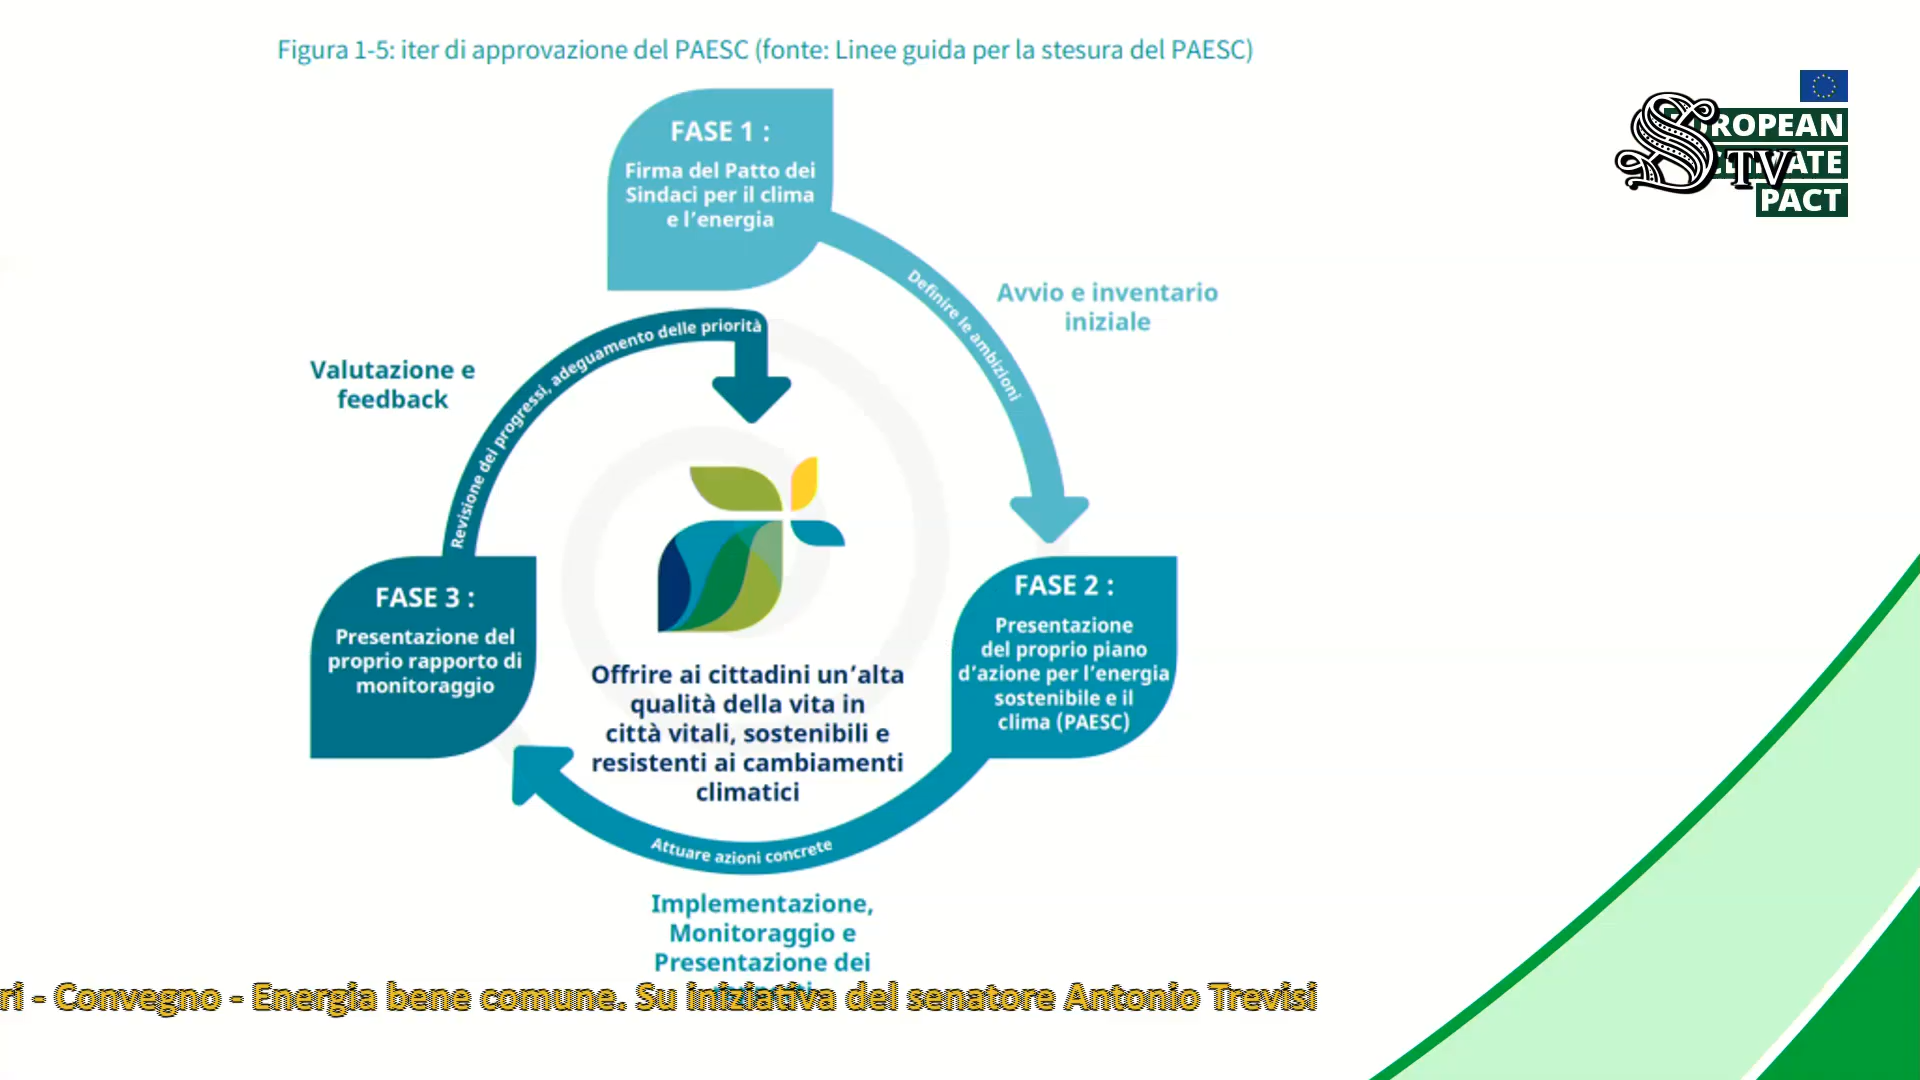 Figura 1-5: iter di approvazione del PAESC (fonte: Linee guida per la stesura del PAESC)
FASE 1 :
Firma del Patto dei
Sindaci per il clima
e l’energia
ROPEAN
ATE
PACT
STV
Definire le ambizioni
Avvio e inventario
iniziale
Revisione dei progressi, adeguamento delle priorità
Valutazione e
feedback
FASE 3 :
Presentazione del
proprio rapporto di
monitoraggio
FASE 2 :
Presentazione
del proprio piano
d’azione per l’energia
sostenibile e il
clima (PAESC)
Offrire ai cittadini un’alta
qualità della vita in
città vitali, sostenibili e
resistenti ai cambiamenti
climatici
Attuare azioni concrete
Implementazione,
Monitoraggio e
Presentazione dei
ri - Convegno - Energia bene comune. Su iniziativa del senatore Antonio Trevisi